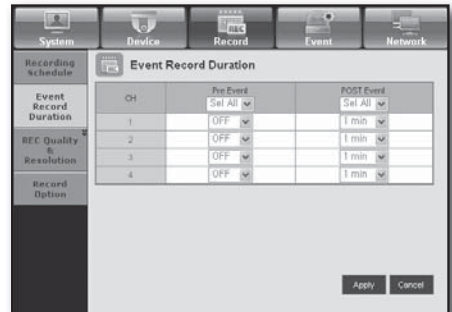 System Device Record Event Network
REC
Recording Schedule
Event Record Duration
REC Quality & Resolution
Record Option
Event Record Duration
CH Pre Event POST Event
Sel All Sel All
1 OFF 1 min
2 OFF 1 min
3 OFF 1 min
4 OFF 1 min
Apply Cancel